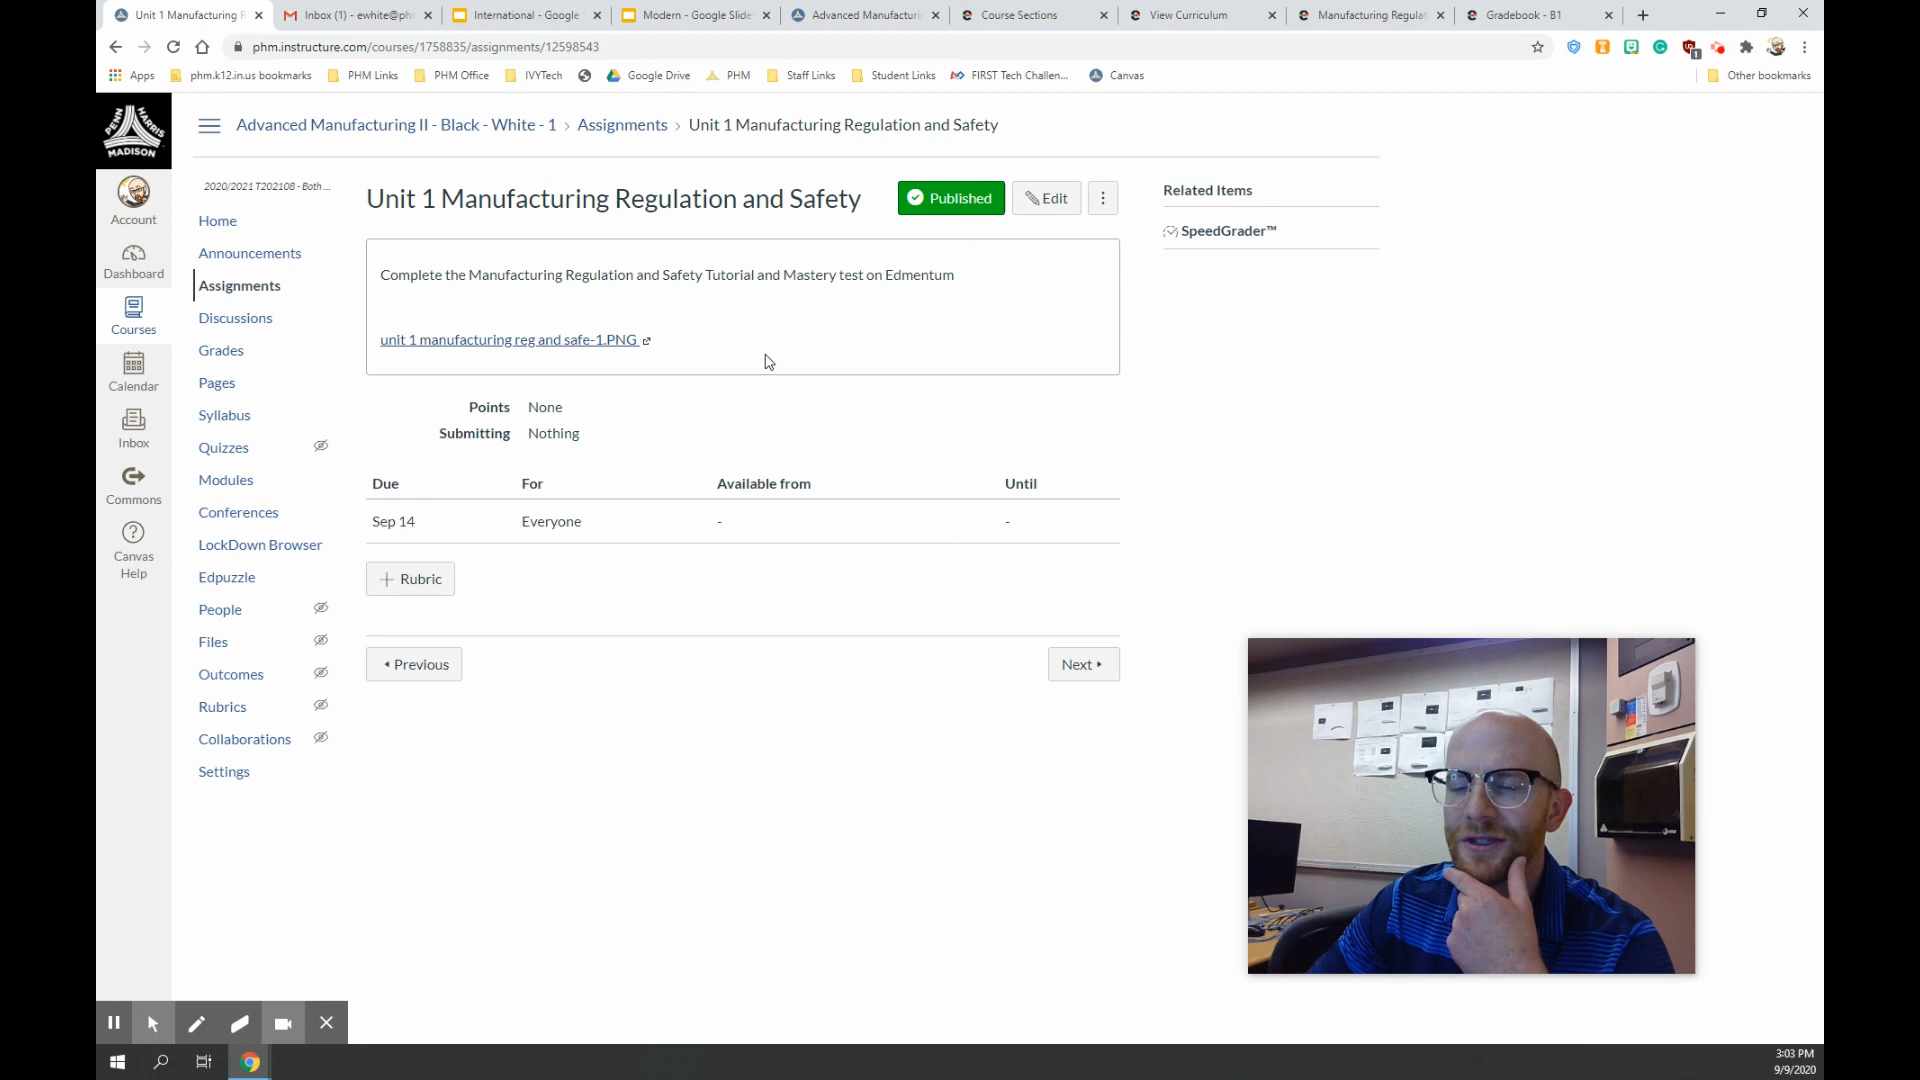 Unit 1 Manufacturing R
Inbox (1) - ewhite@phm
International - Google S
Modern - Google Slides
Advanced Manufacturin
Course Sections
View Curriculum
Manufacturing Regulat
Gradebook - B1
phm.instructure.com/courses/1758835/assignments/12598543
Apps
phm.k12.in.us bookmarks
PHM Links
PHM Office
IVYTech
Google Drive
PHM
Staff Links
Student Links
FIRST Tech Challen...
Canvas
Other bookmarks
PENN
HARRIS
MADISON
Account
Dashboard
Courses
Calendar
Inbox
Commons
Canvas
Help
Advanced Manufacturing II - Black - White - 1 › Assignments › Unit 1 Manufacturing Regulation and Safety
2020/2021 T202108 - Both ...
Home
Announcements
Assignments
Discussions
Grades
Pages
Syllabus
Quizzes
Modules
Conferences
LockDown Browser
Edpuzzle
People
Files
Outcomes
Rubrics
Collaborations
Settings
Unit 1 Manufacturing Regulation and Safety
Published
Edit
Complete the Manufacturing Regulation and Safety Tutorial and Mastery test on Edmentum
unit 1 manufacturing reg and safe-1.PNG
Points None
Submitting Nothing
Due For Available from Until
Sep 14 Everyone - -
+ Rubric
Previous
Next
Related Items
SpeedGrader™
3:03 PM
9/9/2020